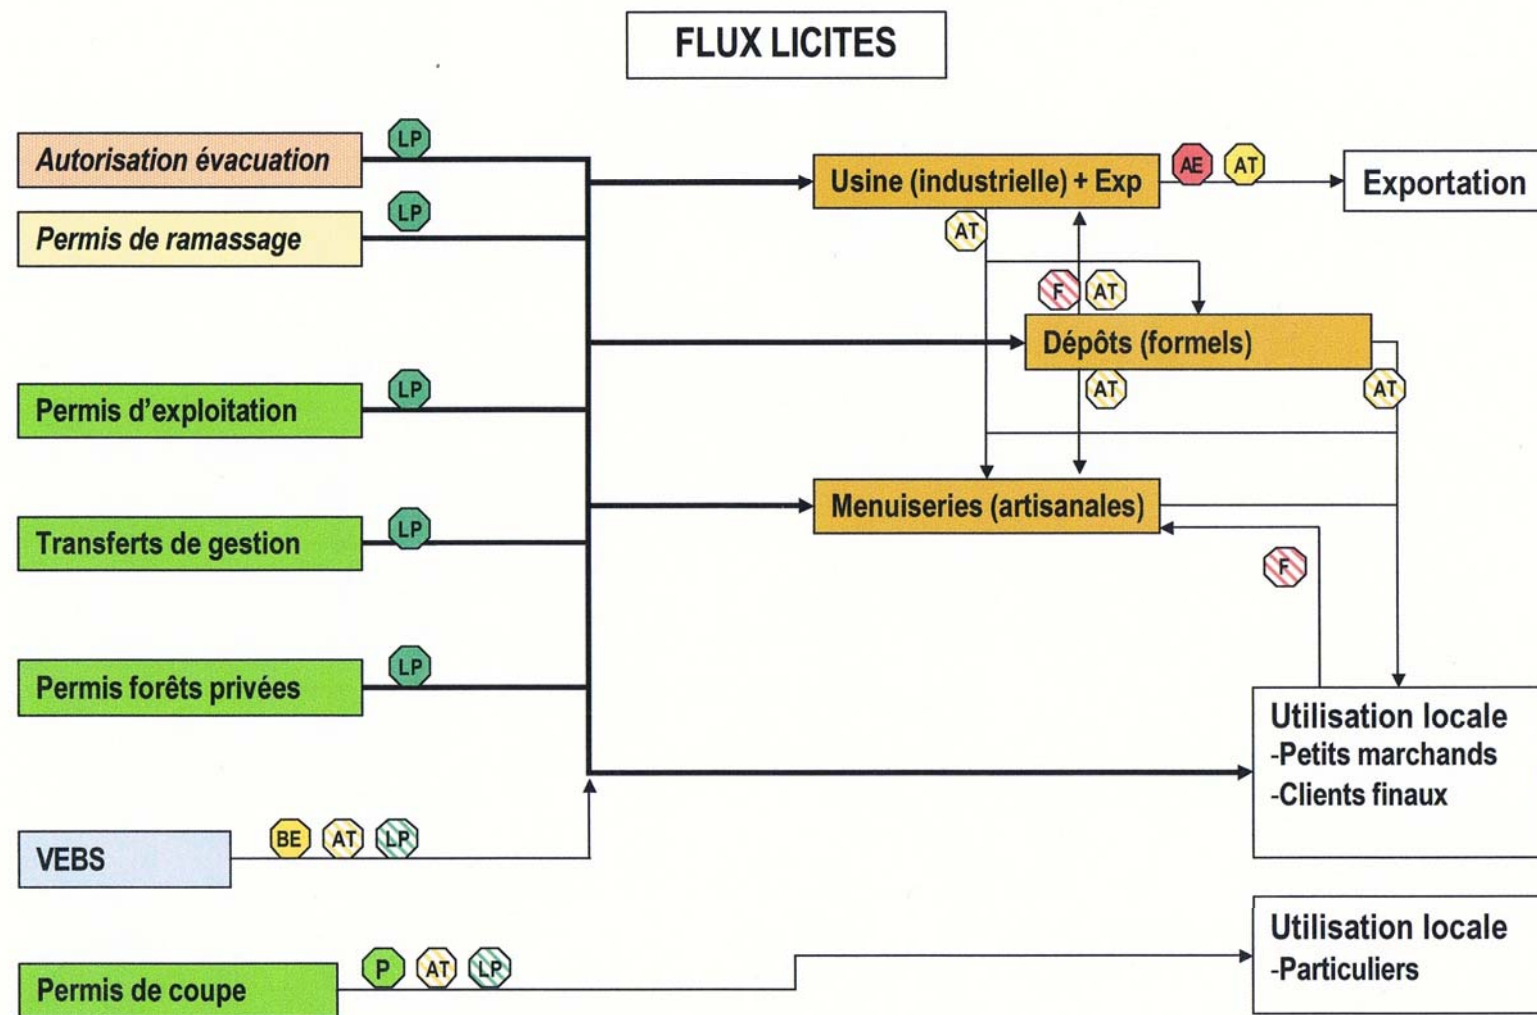 FLUX LICITES
LP
Autorisation évacuation
LP
Permis de ramassage
LP
Permis d'exploitation
LP
Transferts de gestion
LP
Permis forêts privées
BE AT LP
VEBS
P AT LP
Permis de coupe
Usine (industrielle) + Exp
AE AT
Exportation
AT
F AT
Dépôts (formels)
AT
AT
Menuiseries (artisanales)
F
Utilisation locale
-Petits marchands
-Clients finaux
Utilisation locale
-Particuliers